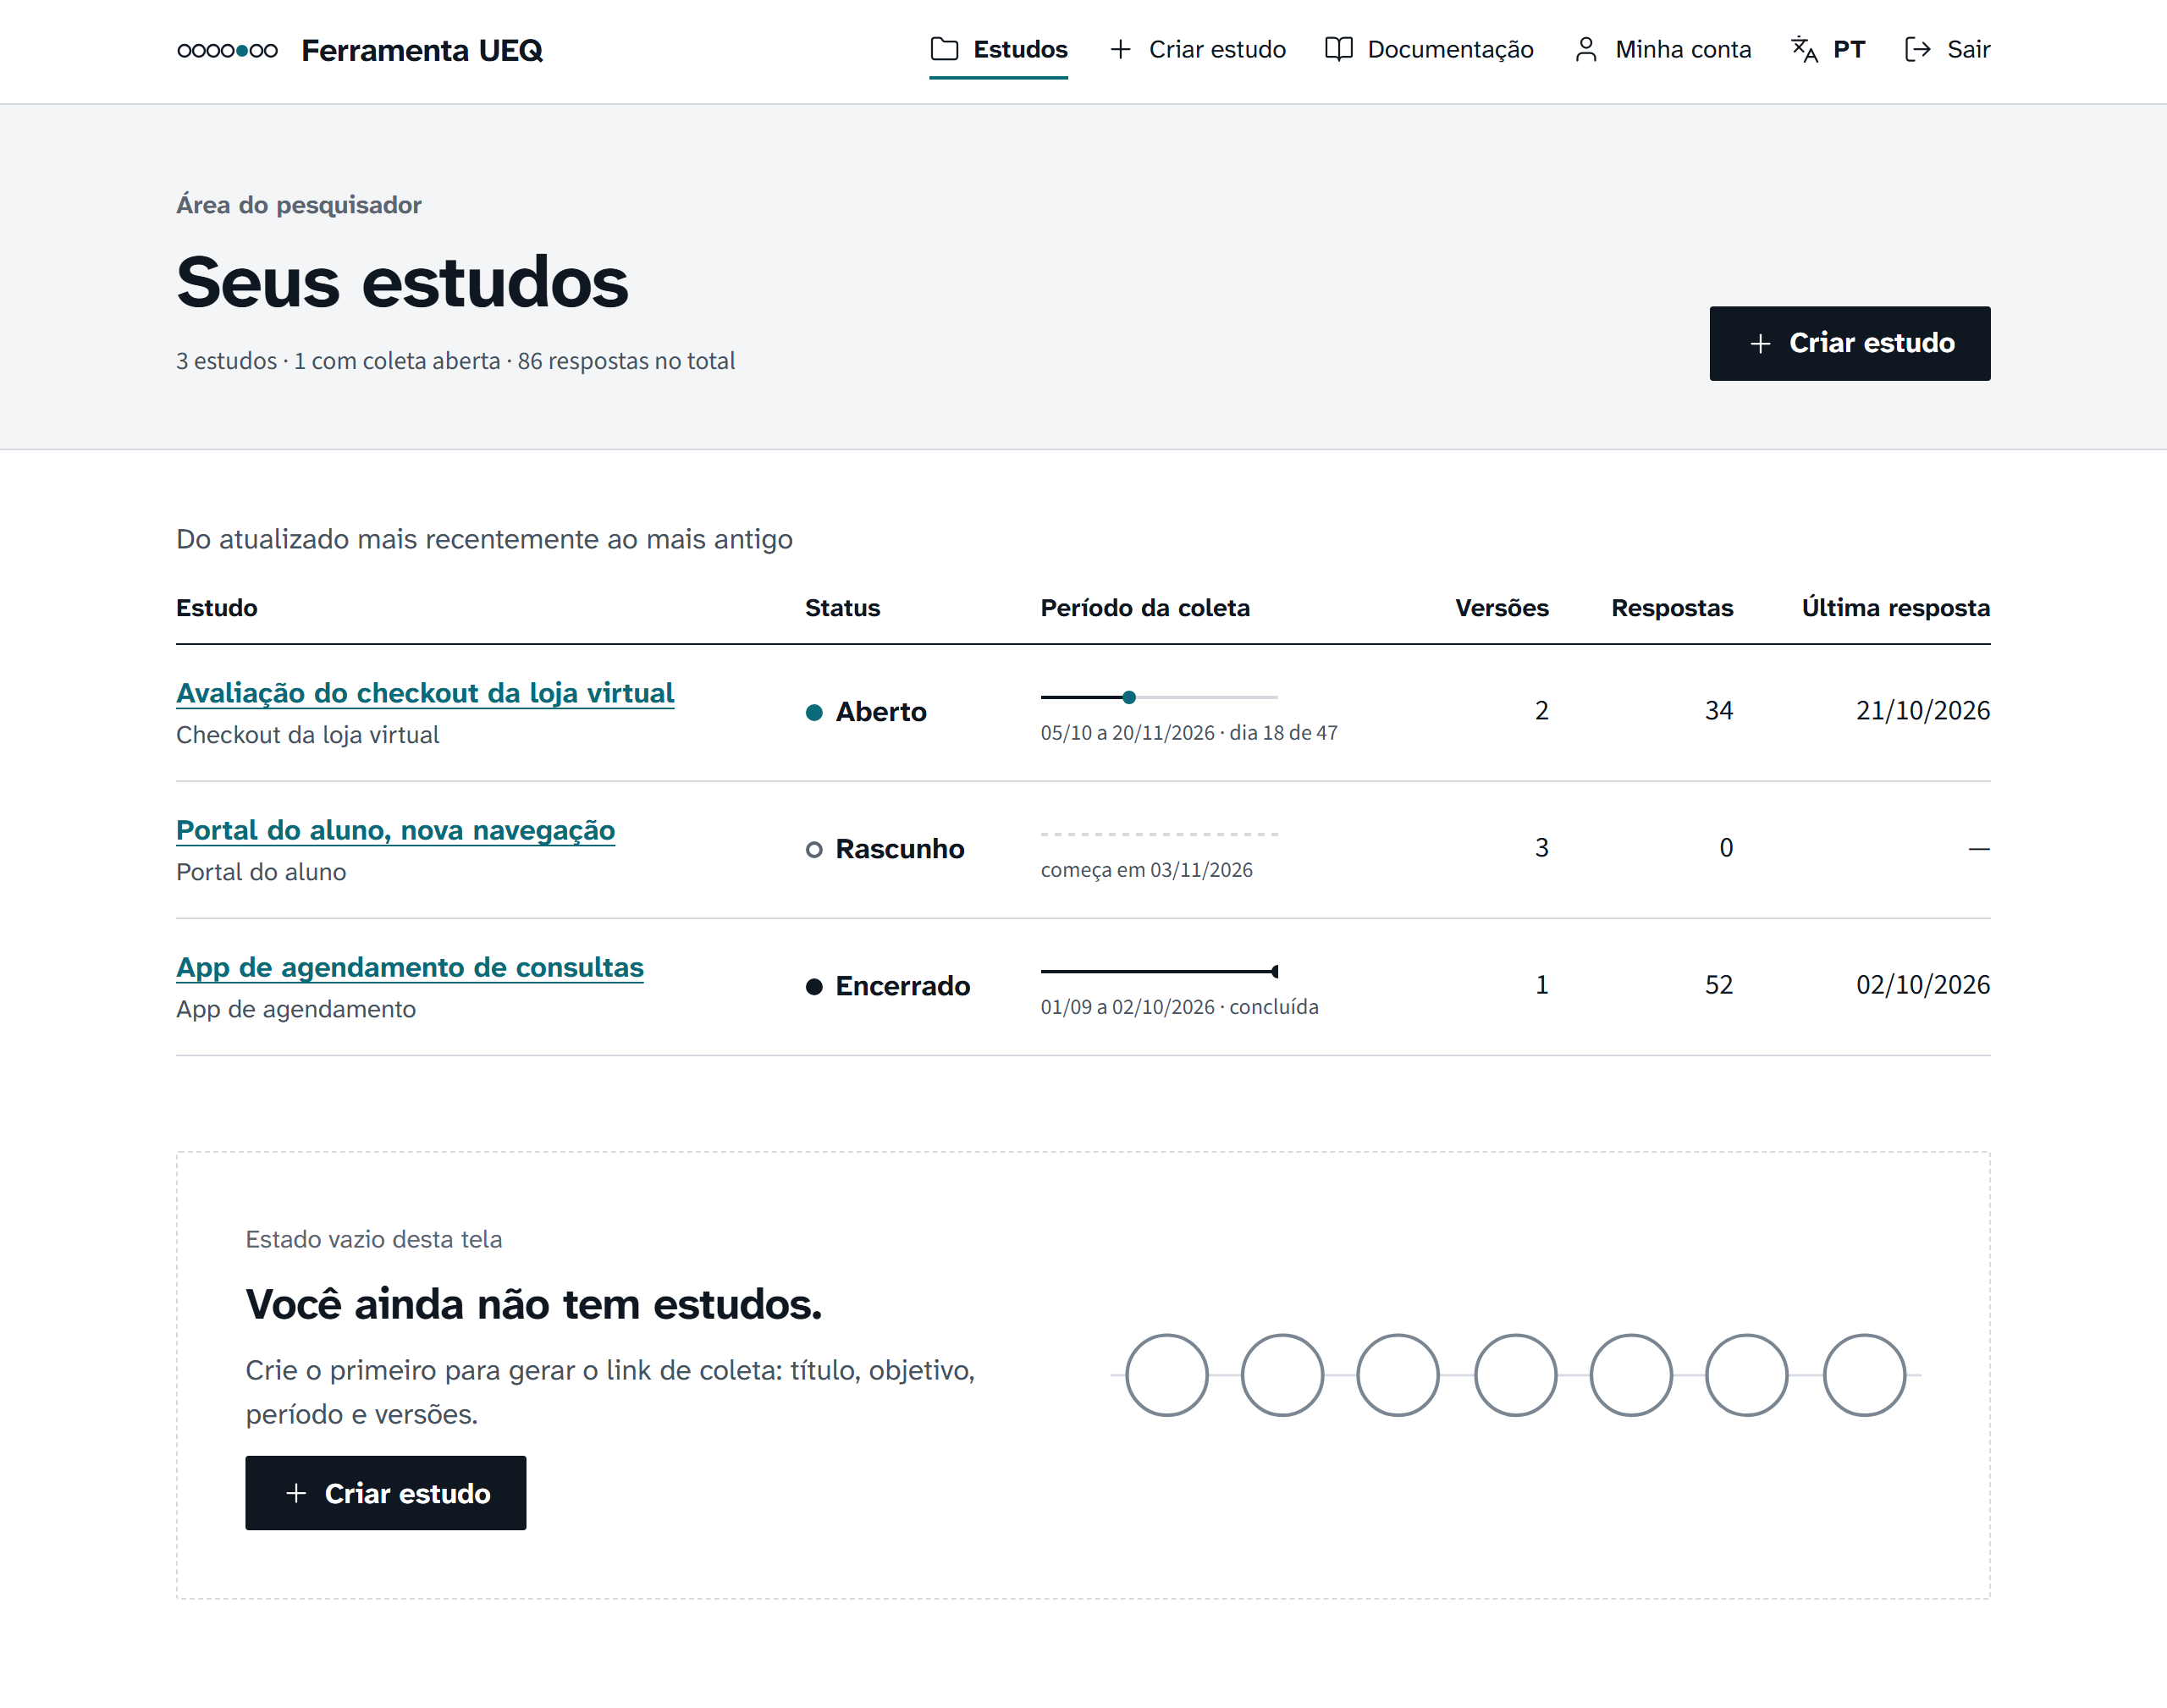 Ferramenta UEQ
Estudos
Criar estudo
Documentação
Minha conta
PT
Sair
Área do pesquisador
Seus estudos
3 estudos · 1 com coleta aberta · 86 respostas no total
Criar estudo
Do atualizado mais recentemente ao mais antigo
Estudo Status Período da coleta Versões Respostas Última resposta
Avaliação do checkout da loja virtual
Checkout da loja virtual
Aberto
05/10 a 20/11/2026 · dia 18 de 47
2
34
21/10/2026
Portal do aluno, nova navegação
Portal do aluno
Rascunho
começa em 03/11/2026
3
0
—
App de agendamento de consultas
App de agendamento
Encerrado
01/09 a 02/10/2026 · concluída
1
52
02/10/2026
Estado vazio desta tela
Você ainda não tem estudos.
Crie o primeiro para gerar o link de coleta: título, objetivo,
período e versões.
Criar estudo